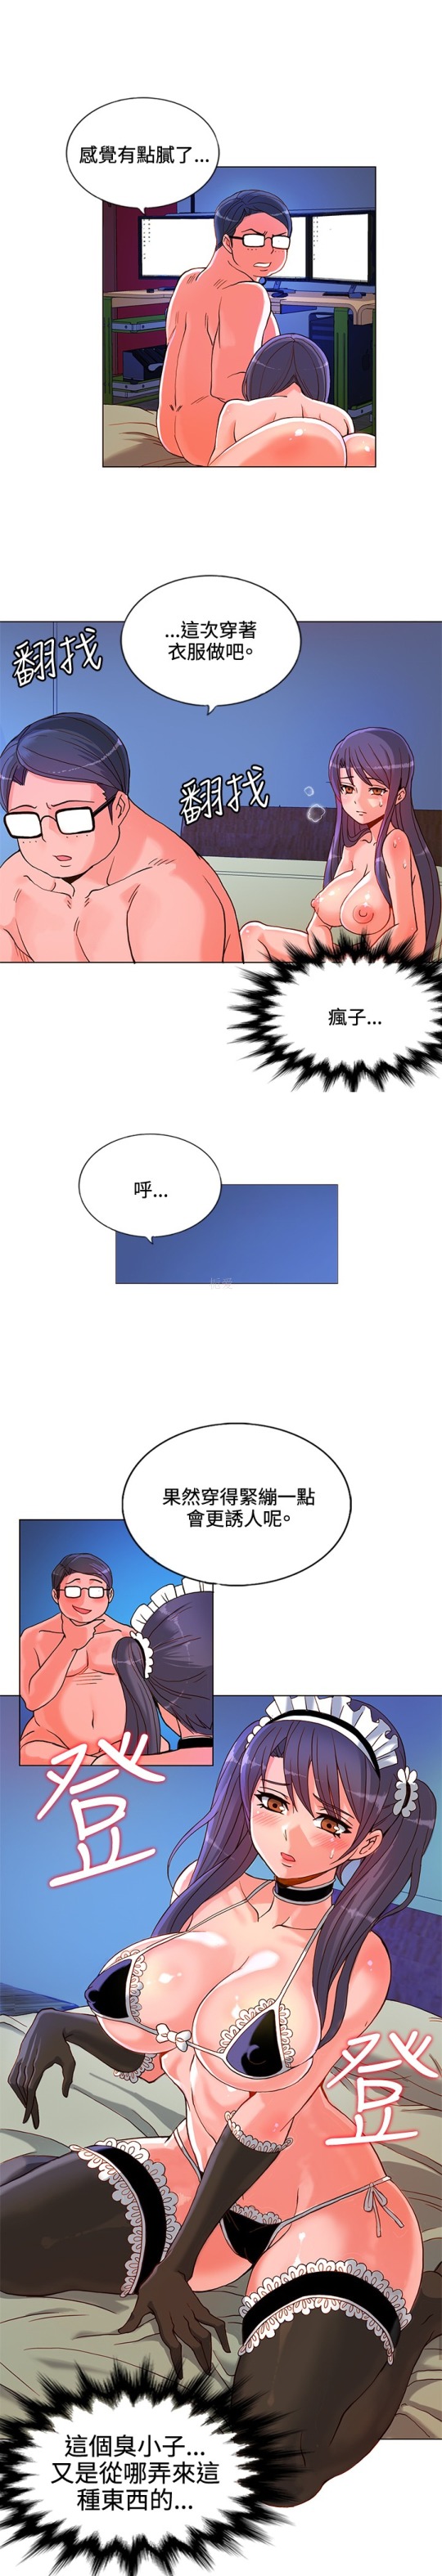 感覺有點膩了...
...這次穿著
衣服做吧。
翻找
翻找
瘋子...
呼...
果然穿得緊繃一點
會更誘人呢。
登
登
這個臭小子...
又是從哪弄來這
種東西的...